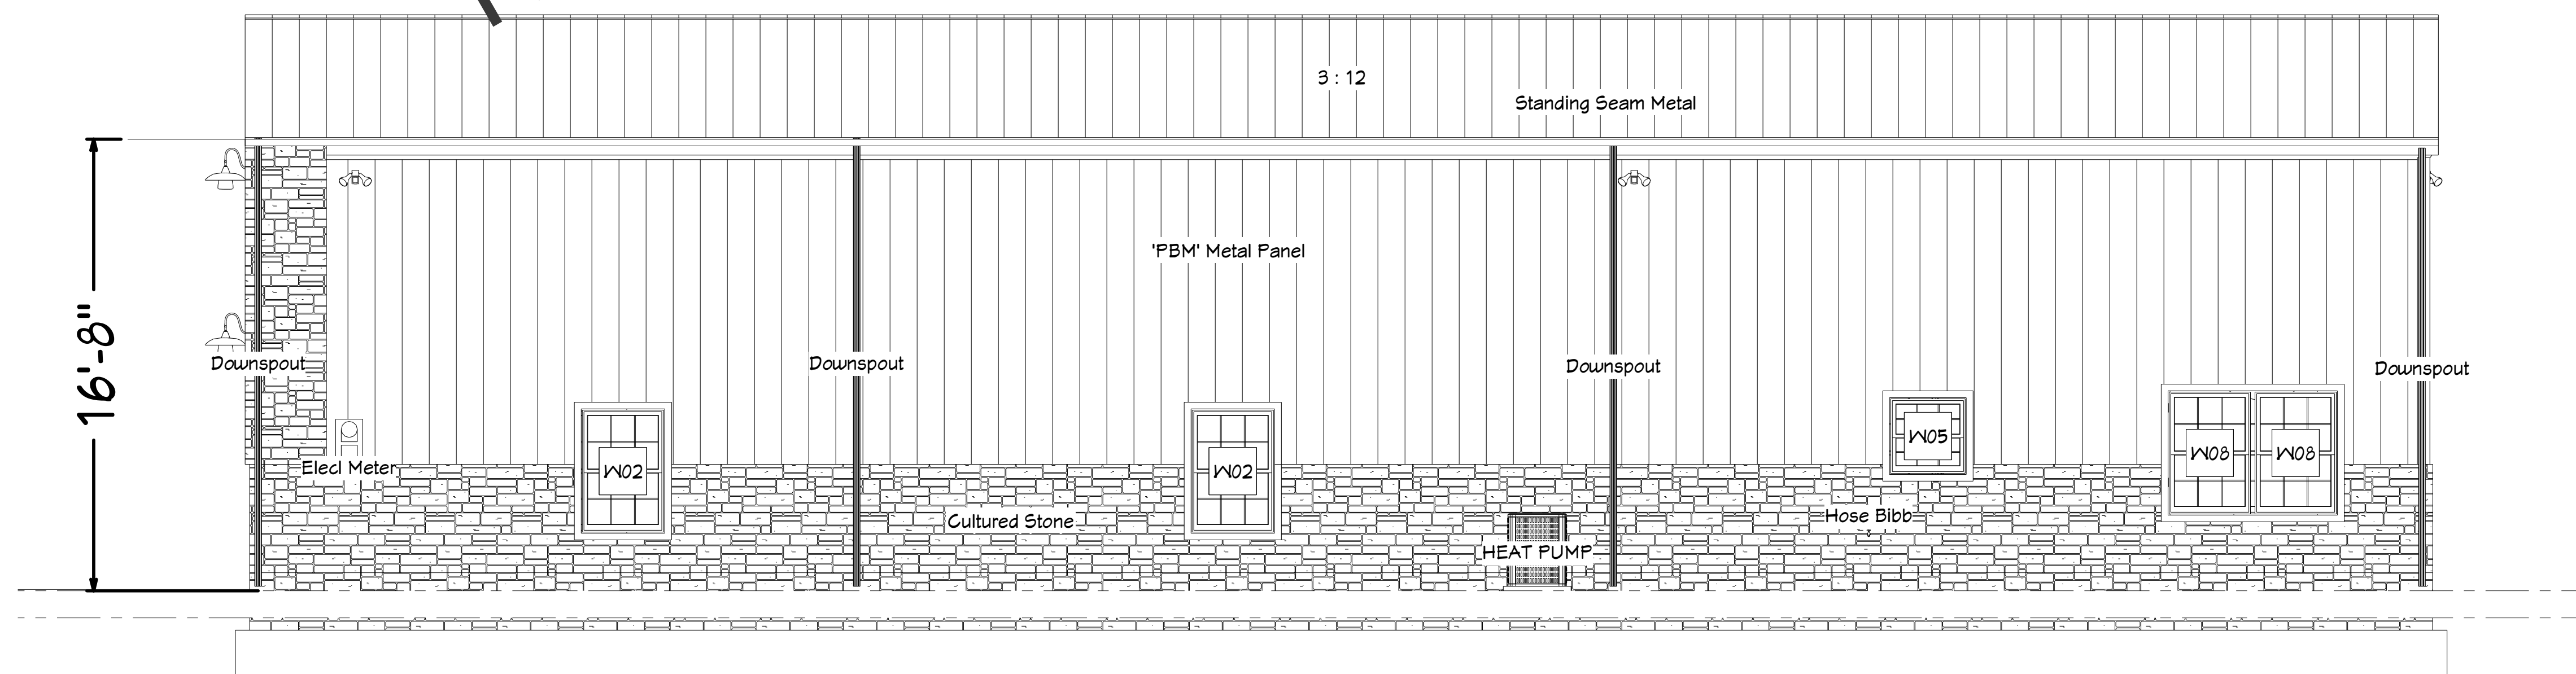 3 : 12
Standing Seam Metal
'PBM' Metal Panel
16'-8"
Downspout
Downspout
Downspout
Downspout
W05
W08
W08
Elecl Meter
W02
W02
Cultured Stone
Hose Bibb
HEAT PUMP